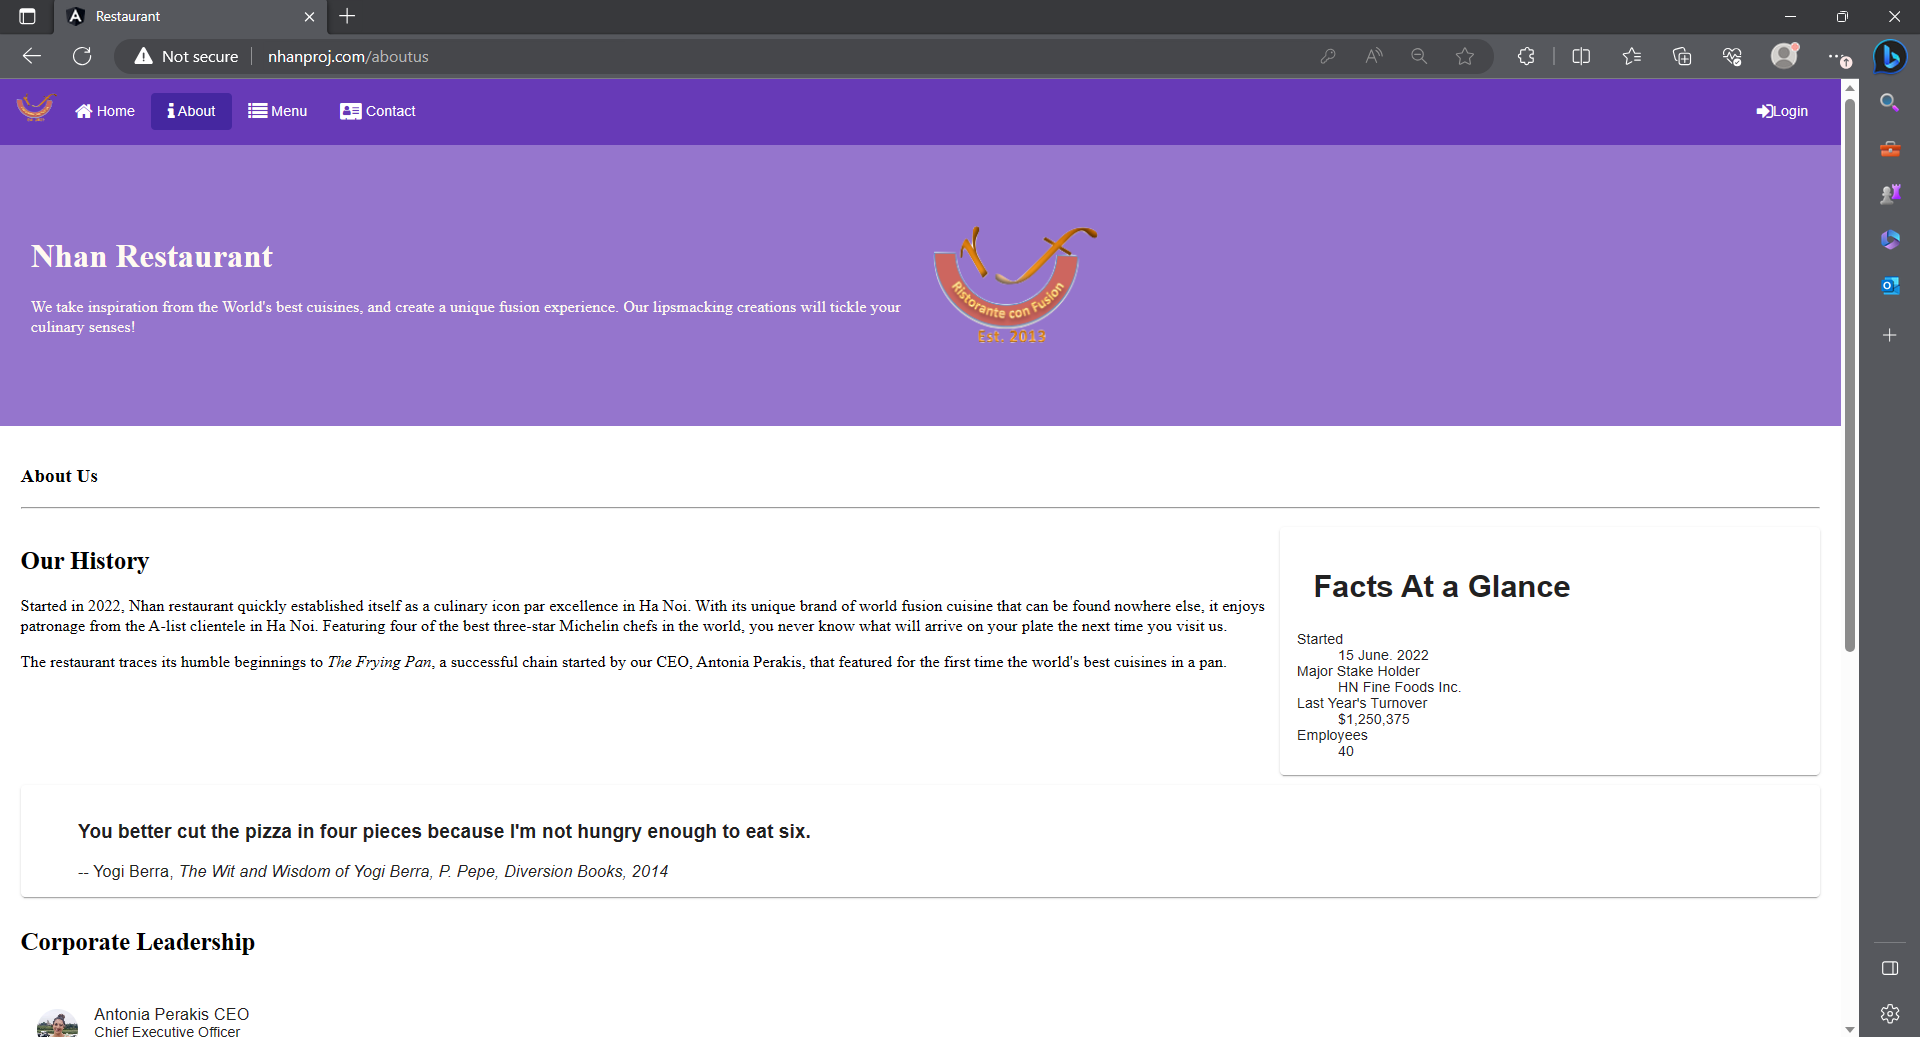 Restaurant
Not secure
nhanproj.com/aboutus
Home
About
Menu
Contact
Login
Nhan Restaurant
We take inspiration from the World's best cuisines, and create a unique fusion experience. Our lipsmacking creations will tickle your
culinary senses!
Ristorante con Fusion
Est. 2013
About Us
Our History
Started in 2022, Nhan restaurant quickly established itself as a culinary icon par excellence in Ha Noi. With its unique brand of world fusion cuisine that can be found nowhere else, it enjoys
patronage from the A-list clientele in Ha Noi. Featuring four of the best three-star Michelin chefs in the world, you never know what will arrive on your plate the next time you visit us.
The restaurant traces its humble beginnings to The Frying Pan, a successful chain started by our CEO, Antonia Perakis, that featured for the first time the world's best cuisines in a pan.
Facts At a Glance
Started
15 June. 2022
Major Stake Holder
HN Fine Foods Inc.
Last Year's Turnover
$1,250,375
Employees
40
You better cut the pizza in four pieces because I'm not hungry enough to eat six.
-- Yogi Berra, The Wit and Wisdom of Yogi Berra, P. Pepe, Diversion Books, 2014
Corporate Leadership
Antonia Perakis CEO
Chief Executive Officer